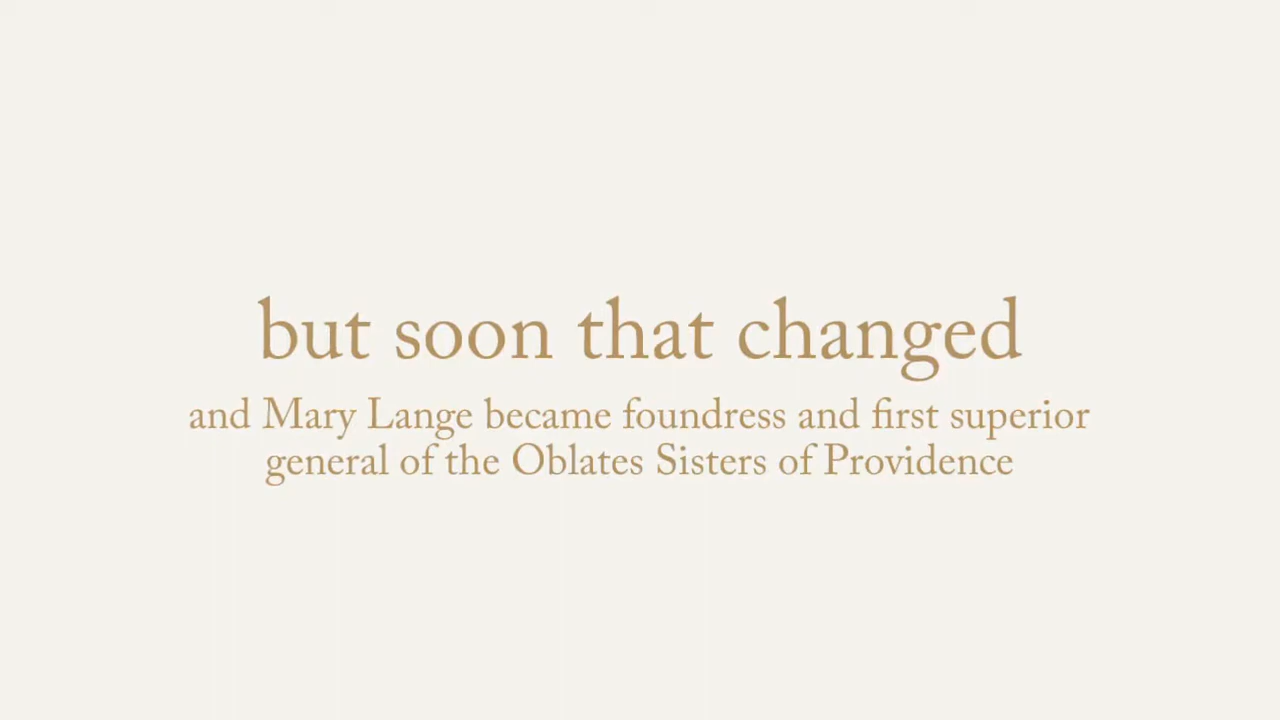 but soon that changed
and Mary Lange became foundress and first superior
general of the Oblates Sisters of Providence